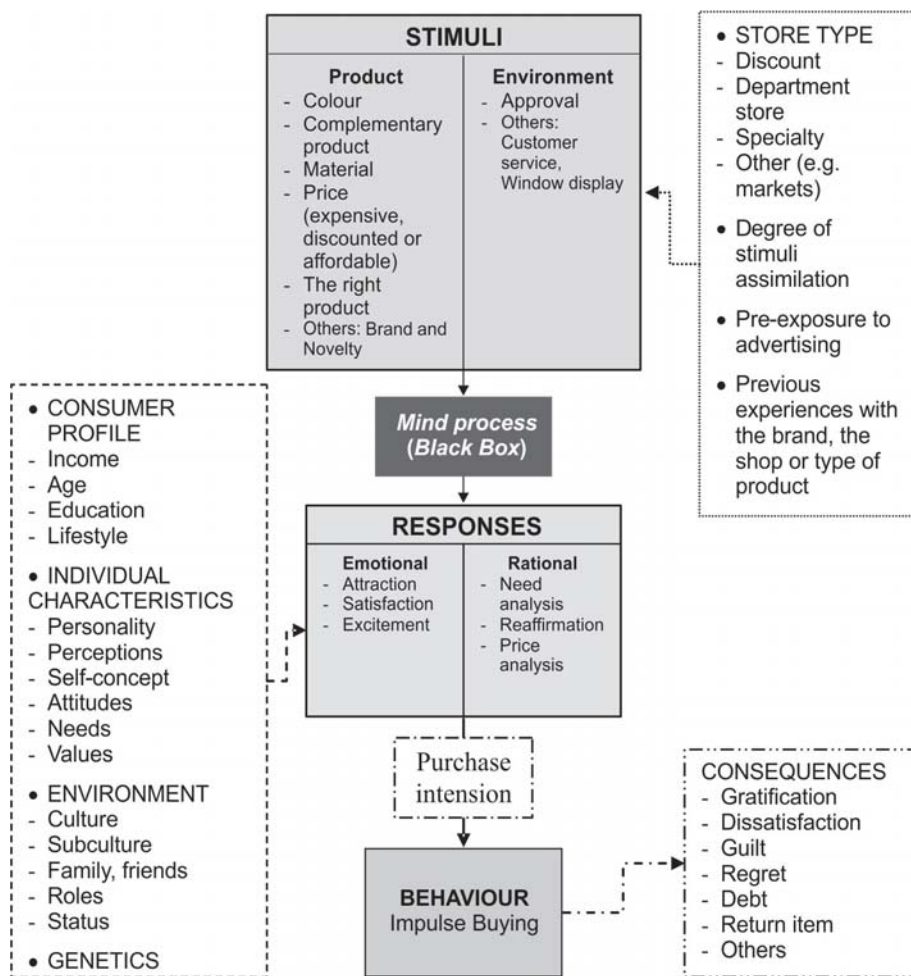 STIMULI
Product
- Colour
- Complementary
product
- Material
- Price
(expensive,
discounted or
affordable)
- The right
product
- Others: Brand and
Novelty
Environment
- Approval
- Others:
Customer
service,
Window display
• STORE TYPE
- Discount
- Department
store
- Specialty
- Other (e.g.
markets)
• Degree of
stimuli
assimilation
• Pre-exposure to
advertising
• Previous
experiences with
the brand, the
shop or type of
product
Mind process
(Black Box)
• CONSUMER
PROFILE
- Income
- Age
- Education
- Lifestyle
• INDIVIDUAL
CHARACTERISTICS
- Personality
- Perceptions
- Self-concept
- Attitudes
- Needs
- Values
• ENVIRONMENT
- Culture
- Subculture
- Family, friends
- Roles
- Status
• GENETICS
RESPONSES
Emotional
- Attraction
- Satisfaction
- Excitement
Rational
- Need
analysis
- Reaffirmation
- Price
analysis
Purchase
intension
BEHAVIOUR
Impulse Buying
CONSEQUENCES
- Gratification
- Dissatisfaction
- Guilt
- Regret
- Debt
- Return item
- Others